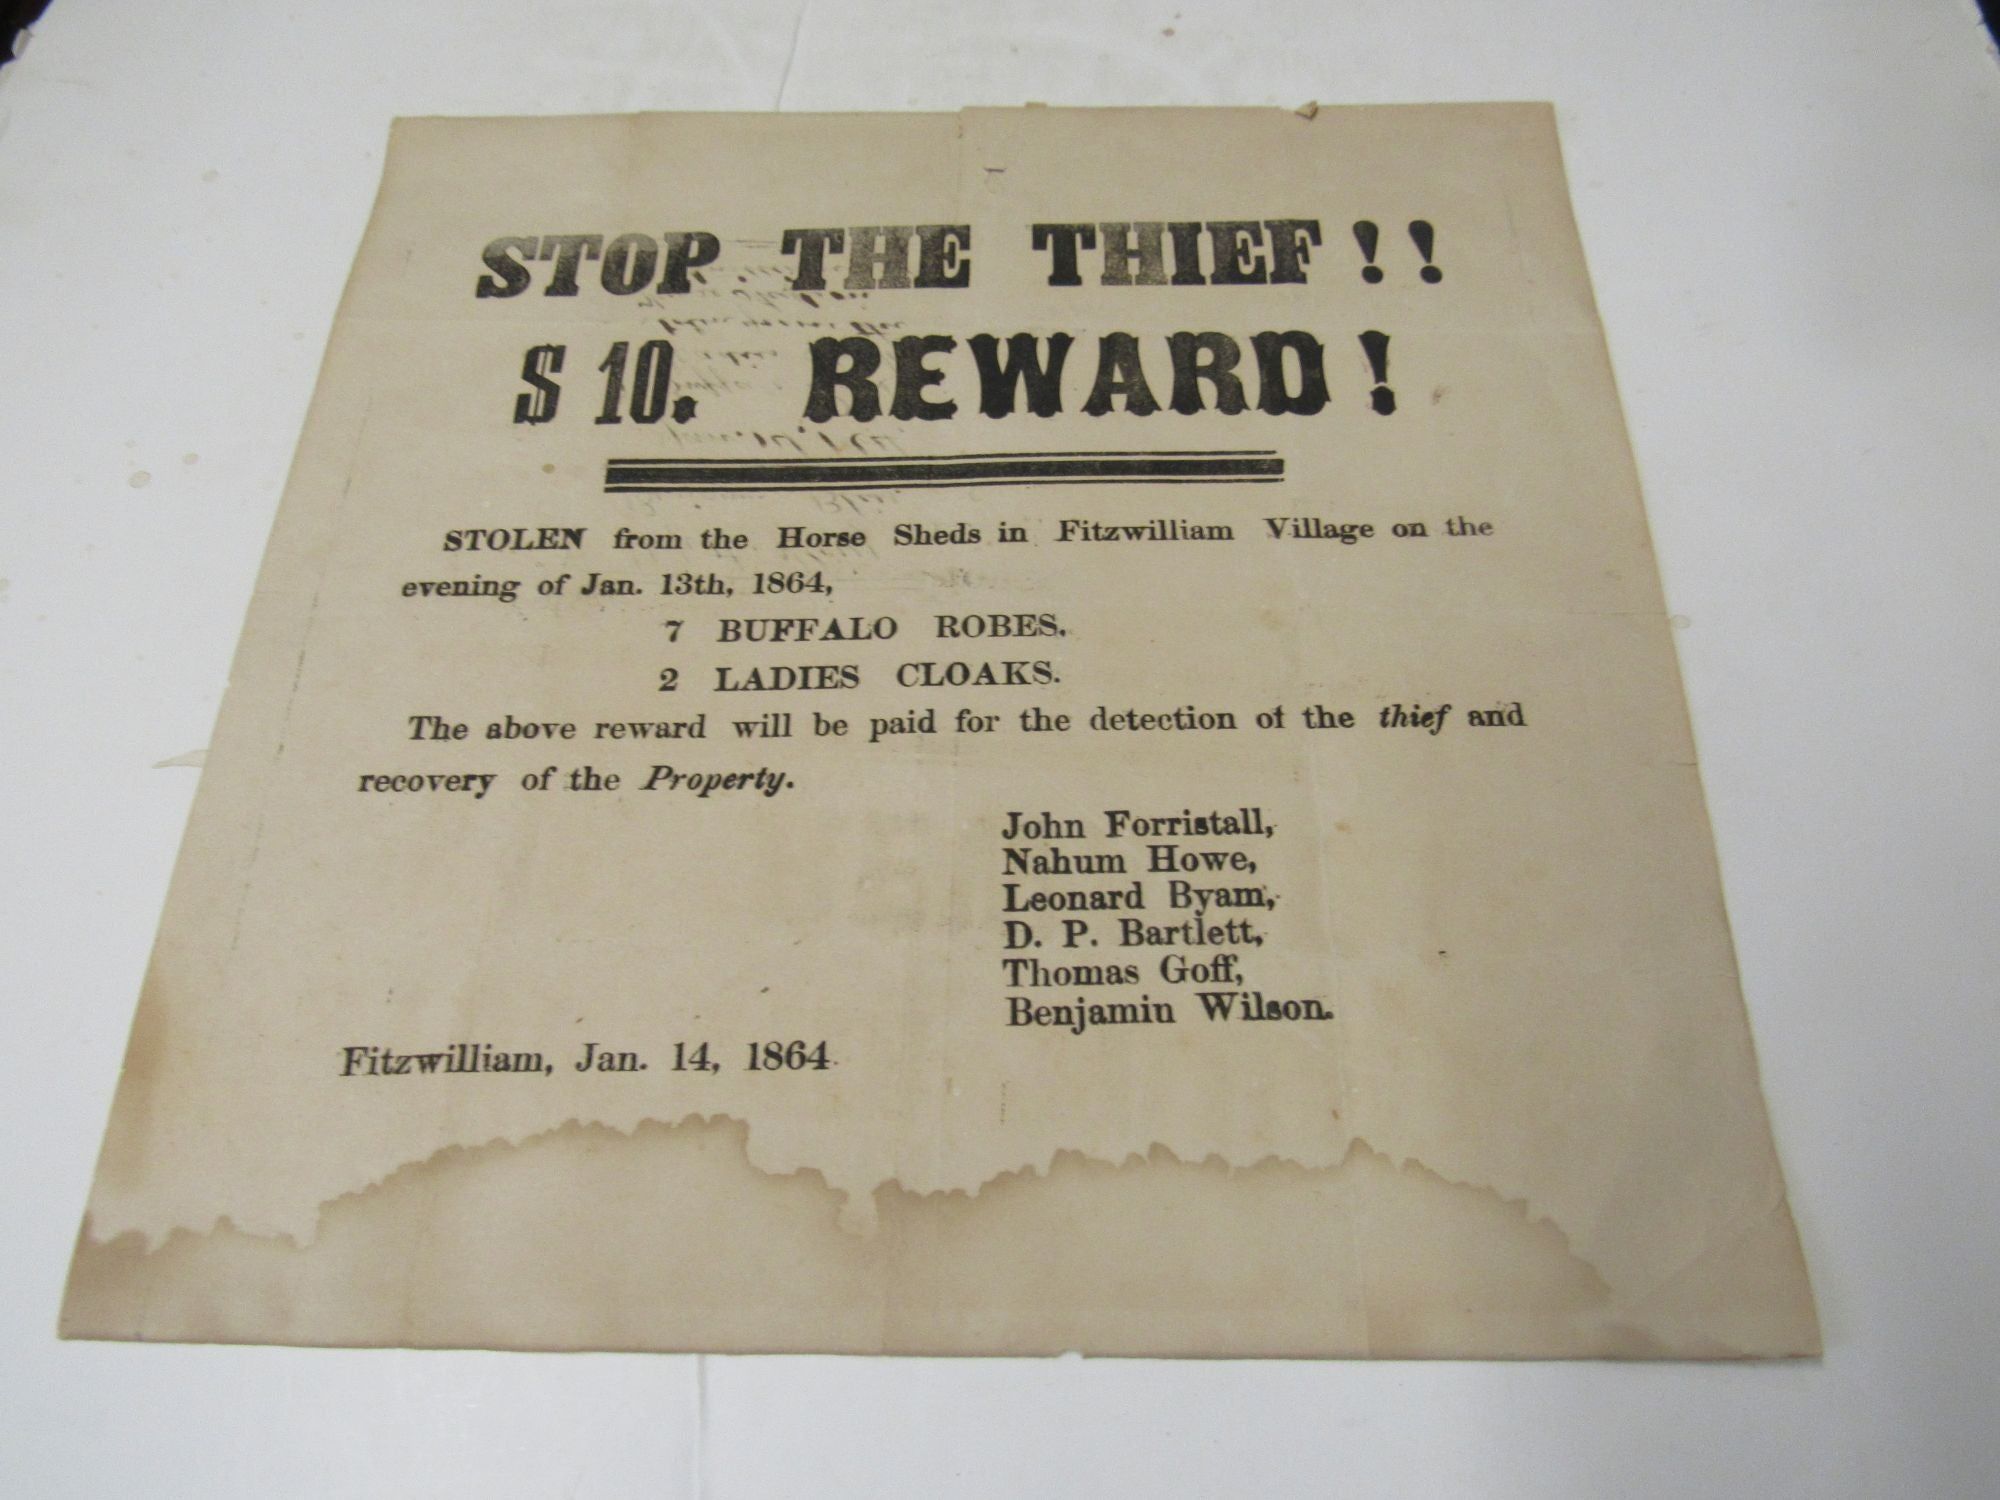 STOP THE THIEF!!
$10. REWARD!
STOLEN from the Horse Sheds in Fitzwilliam Village on the
evening of Jan. 13th, 1864,
7 BUFFALO ROBES.
2 LADIES CLOAKS.
The above reward will be paid for the detection of the thief and
recovery of the Property.
John Forristall,
Nahum Howe,
Leonard Byam,
D. P. Bartlett,
Thomas Goff,
Benjamin Wilson.
Fitzwilliam, Jan. 14, 1864.